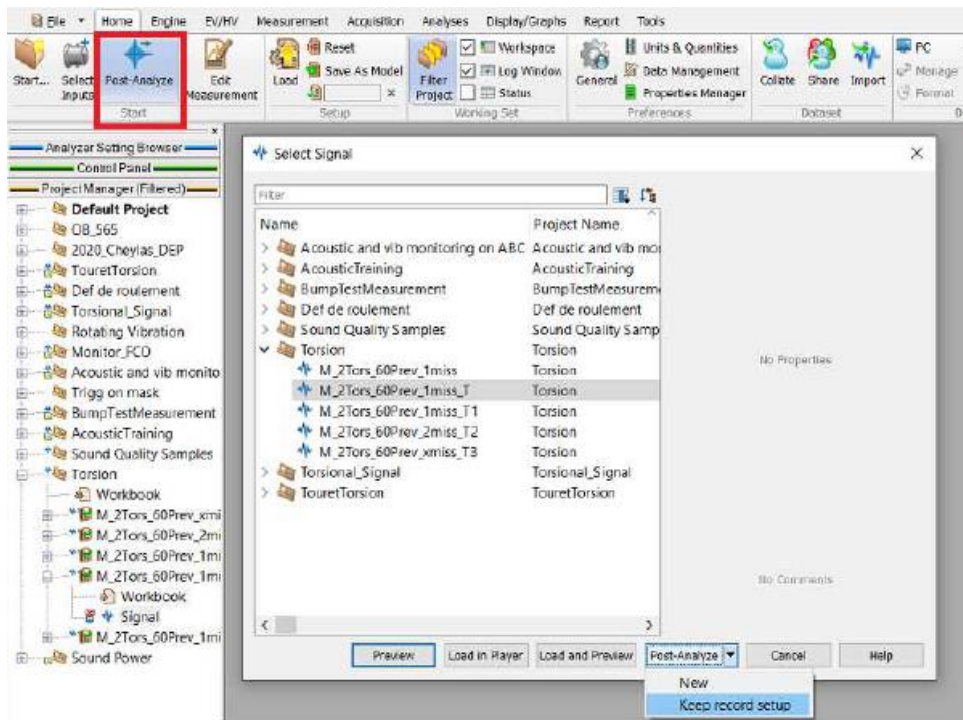 File Home Engine EV/HV Measurement Acquisition Analyses Display/Graphs Report Tools
Start... Select Inputs Post-Analyze Edit Measurement
Start
Load Reset
Save As Model
Setup
Filter Project Workspace
Log Window
Status
Working Set
General Units & Quantities
Data Management
Properties Manager
Preferences
Collate Share Import
Dataset
PC
Manage
Format
D
Analyzer Setting Browser
Control Panel
Project Manager (Filtered)
Default Project
OB_565
2020_Cheylas_DEP
TouretTorsion
Def de roulement
Torsional_Signal
Rotating Vibration
Monitor_FCD
Acoustic and vib monito
Trigg on mask
BumpTestMeasurement
AcousticTraining
Sound Quality Samples
Torsion
Workbook
M_2Tors_60Prev_xmi
M_2Tors_60Prev_2mi
M_2Tors_60Prev_1mi
M_2Tors_60Prev_1mi
Workbook
Signal
M_2Tors_60Prev_1mi
Sound Power
Select Signal
Filter
Name Project Name
Acoustic and vib monitoring on ABC Acoustic and vib mo
AcousticTraining AcousticTraining
BumpTestMeasurement BumpTestMeasurem
Def de roulement Def de roulement
Sound Quality Samples Sound Quality Samp
Torsion Torsion
M_2Tors_60Prev_1miss Torsion
M_2Tors_60Prev_1miss_T Torsion
M_2Tors_60Prev_1miss_T1 Torsion
M_2Tors_60Prev_2miss_T2 Torsion
M_2Tors_60Prev_xmiss_T3 Torsion
Torsional_Signal Torsional_Signal
TouretTorsion TouretTorsion
No Properties
No Comments
Preview Load in Player Load and Preview Post-Analyze Cancel Help
New
Keep record setup